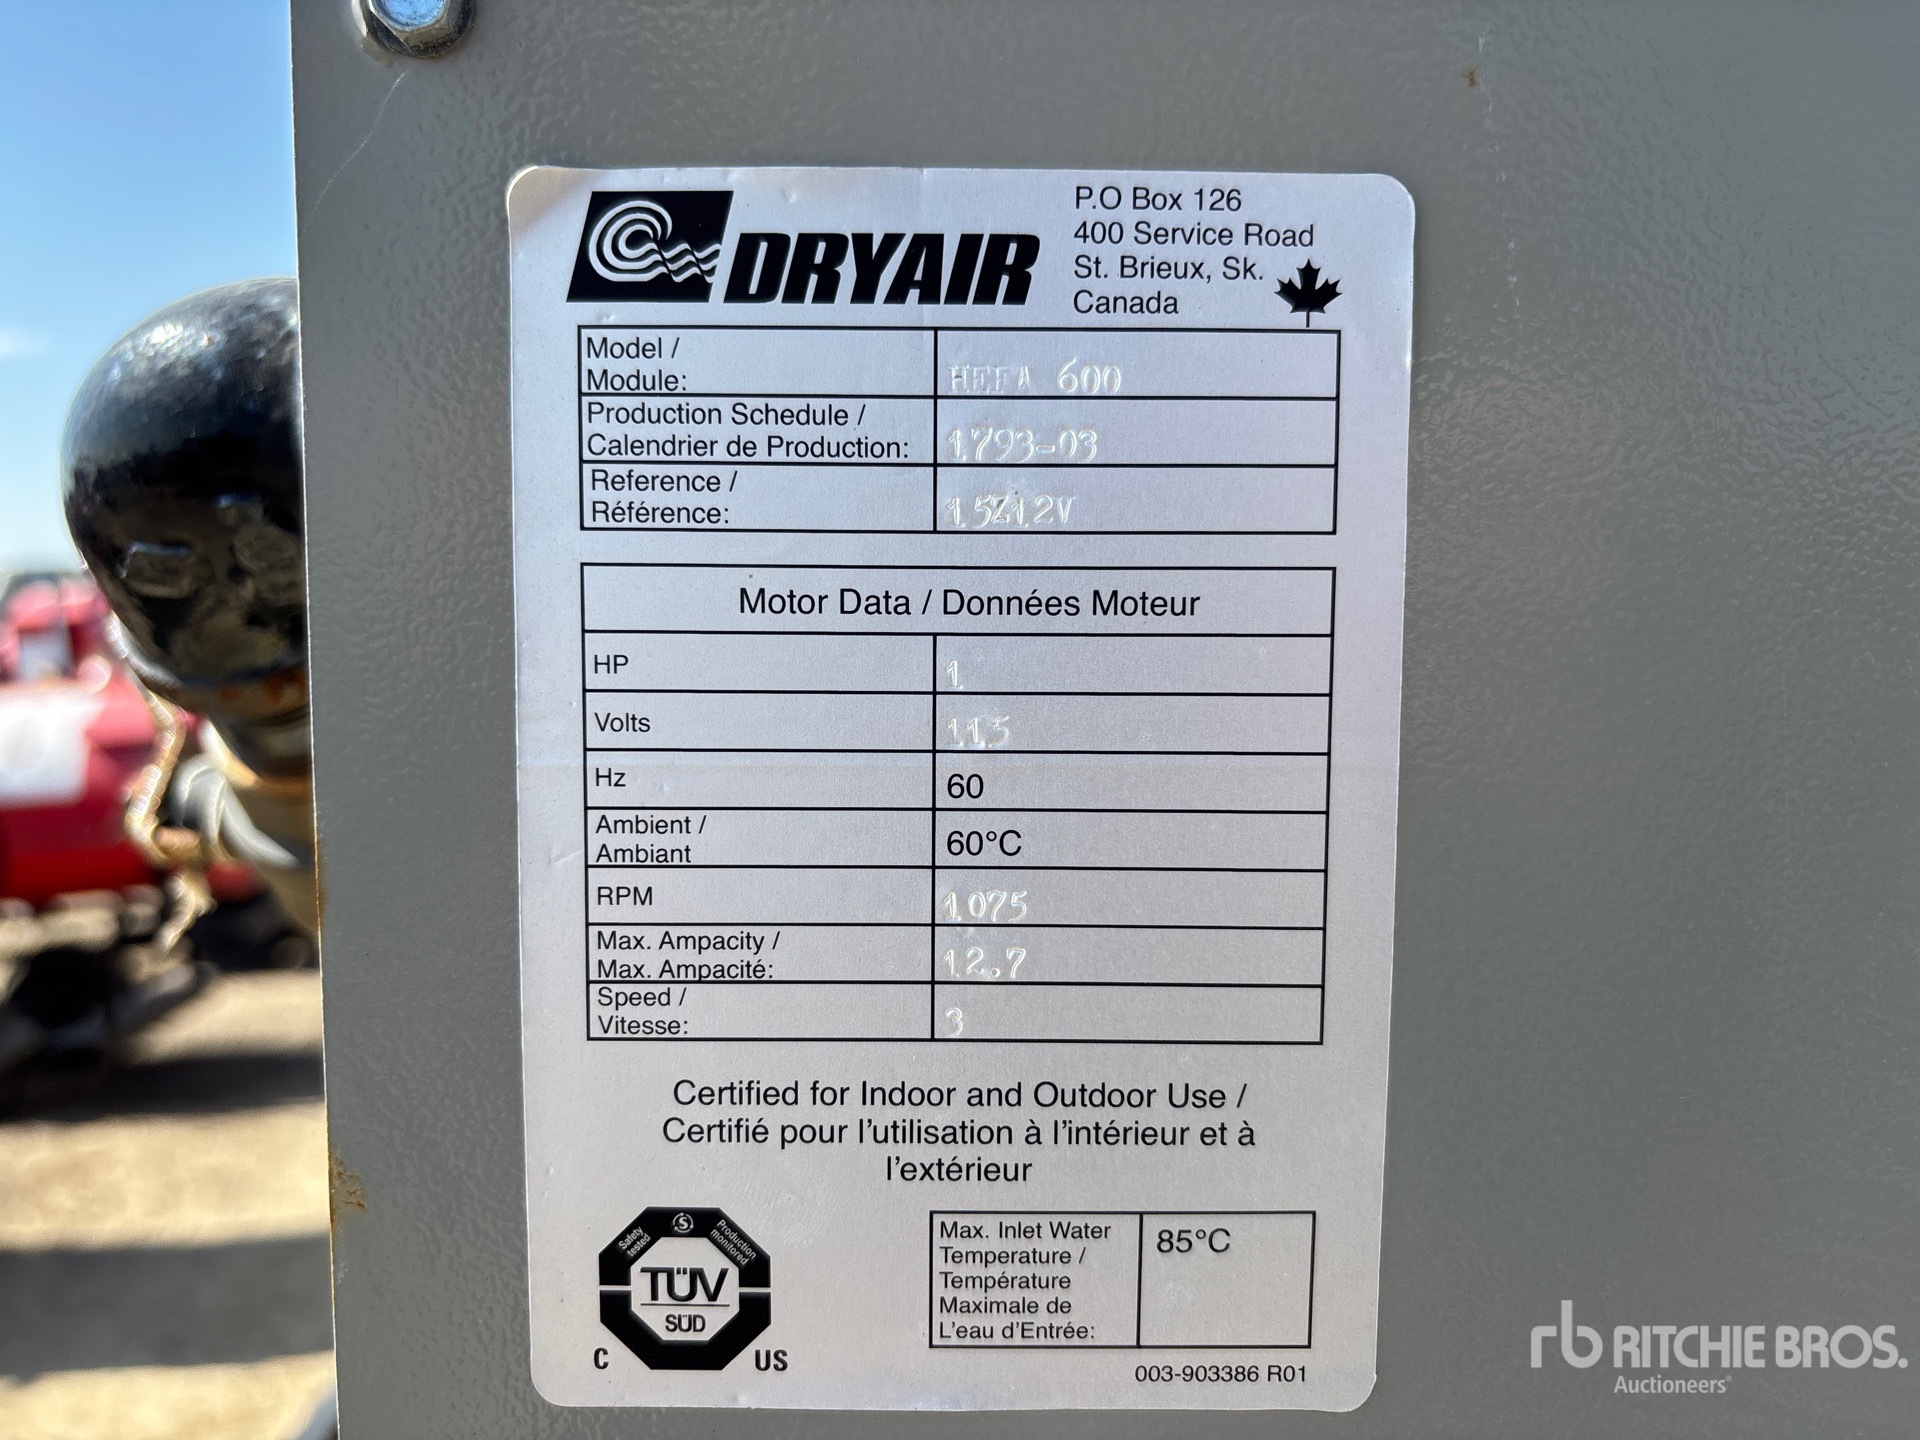 DRYAIR
P.O Box 126
400 Service Road
St. Brieux, Sk.
Canada
Model /
Module: HEFA 600
Production Schedule /
Calendrier de Production: 1793-03
Reference /
Référence: 15Z12V
Motor Data / Données Moteur
HP 1
Volts 115
Hz 60
Ambient /
Ambiant 60°C
RPM 1075
Max. Ampacity /
Max. Ampacité: 12.7
Speed /
Vitesse: 3
Certified for Indoor and Outdoor Use /
Certifié pour l'utilisation à l'intérieur et à
l'extérieur
Safety
tested
S
Production
monitored
TÜV
SÜD
C US
Max. Inlet Water
Temperature /
Température
Maximale de
L'eau d'Entrée:
85°C
003-903386 R01
rb RITCHIE BROS.
Auctioneers